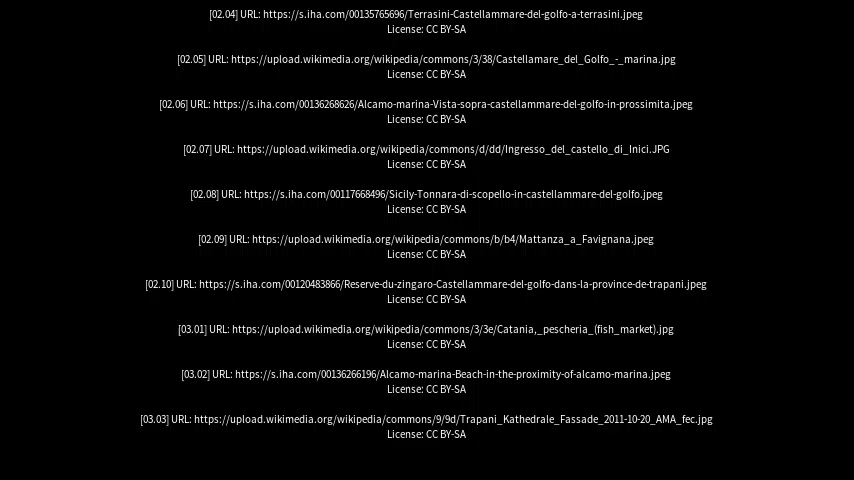 [02.04] URL: https://s.iha.com/00135765696/Terrasini-Castellammare-del-golfo-a-terrasini.jpeg
License: CC BY-SA
[02.05] URL: https://upload.wikimedia.org/wikipedia/commons/3/38/Castellamare_del_Golfo_-_marina.jpg
License: CC BY-SA
[02.06] URL: https://s.iha.com/00136268626/Alcamo-marina-Vista-sopra-castellammare-del-golfo-in-prossimita.jpeg
License: CC BY-SA
[02.07] URL: https://upload.wikimedia.org/wikipedia/commons/d/dd/Ingresso_del_castello_di_Inici.JPG
License: CC BY-SA
[02.08] URL: https://s.iha.com/00117668496/Sicily-Tonnara-di-scopello-in-castellammare-del-golfo.jpeg
License: CC BY-SA
[02.09] URL: https://upload.wikimedia.org/wikipedia/commons/b/b4/Mattanza_a_Favignana.jpg
License: CC BY-SA
[02.10] URL: https://s.iha.com/00120483866/Reserve-du-zingaro-Castellammare-del-golfo-dans-la-province-de-trapani.jpeg
License: CC BY-SA
[03.01] URL: https://upload.wikimedia.org/wikipedia/commons/3/3e/Catania,_pescheria_(fish_market).jpg
License: CC BY-SA
[03.02] URL: https://s.iha.com/00136266196/Alcamo-marina-Beach-in-the-proximity-of-alcamo-marina.jpeg
License: CC BY-SA
[03.03] URL: https://upload.wikimedia.org/wikipedia/commons/9/9d/Trapani_Kathedrale_Fassade_2011-10-20_AMA_fec.jpg
License: CC BY-SA